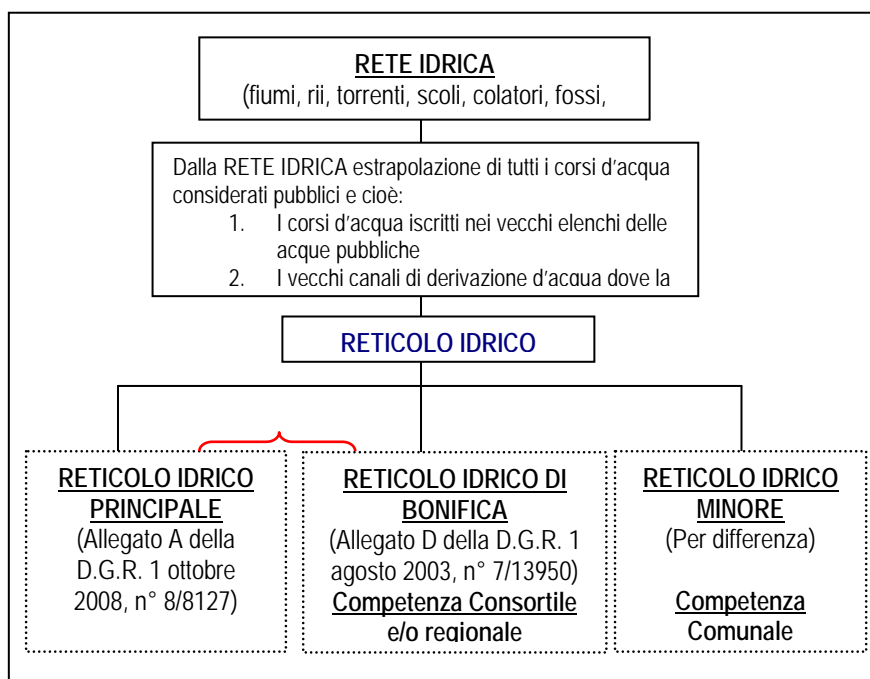 RETE IDRICA
(fiumi, rii, torrenti, scoli, colatori, fossi,
Dalla RETE IDRICA estrapolazione di tutti i corsi d'acqua
considerati pubblici e cioè:
1. I corsi d'acqua iscritti nei vecchi elenchi delle
acque pubbliche
2. I vecchi canali di derivazione d'acqua dove la
RETICOLO IDRICO
RETICOLO IDRICO
PRINCIPALE
(Allegato A della
D.G.R. 1 ottobre
2008, n° 8/8127)
RETICOLO IDRICO DI
BONIFICA
(Allegato D della D.G.R. 1
agosto 2003, n° 7/13950)
Competenza Consortile
e/o regionale
RETICOLO IDRICO
MINORE
(Per differenza)
Competenza
Comunale